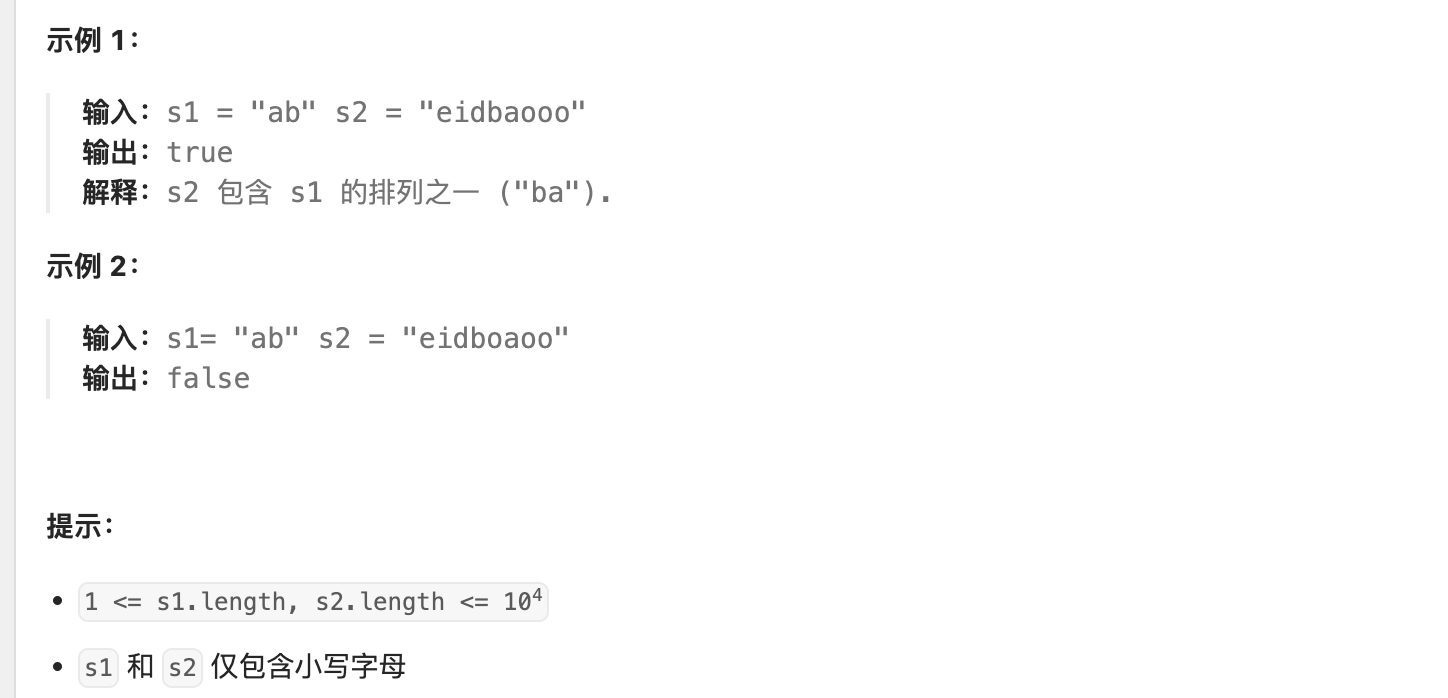 示例 1：
输入：s1 = "ab" s2 = "eidbaooo"
输出：true
解释：s2 包含 s1 的排列之一 ("ba").
示例 2：
输入：s1= "ab" s2 = "eidboaoo"
输出：false
提示：
• 1 <= s1.length, s2.length <= 10⁴
• s1 和 s2 仅包含小写字母